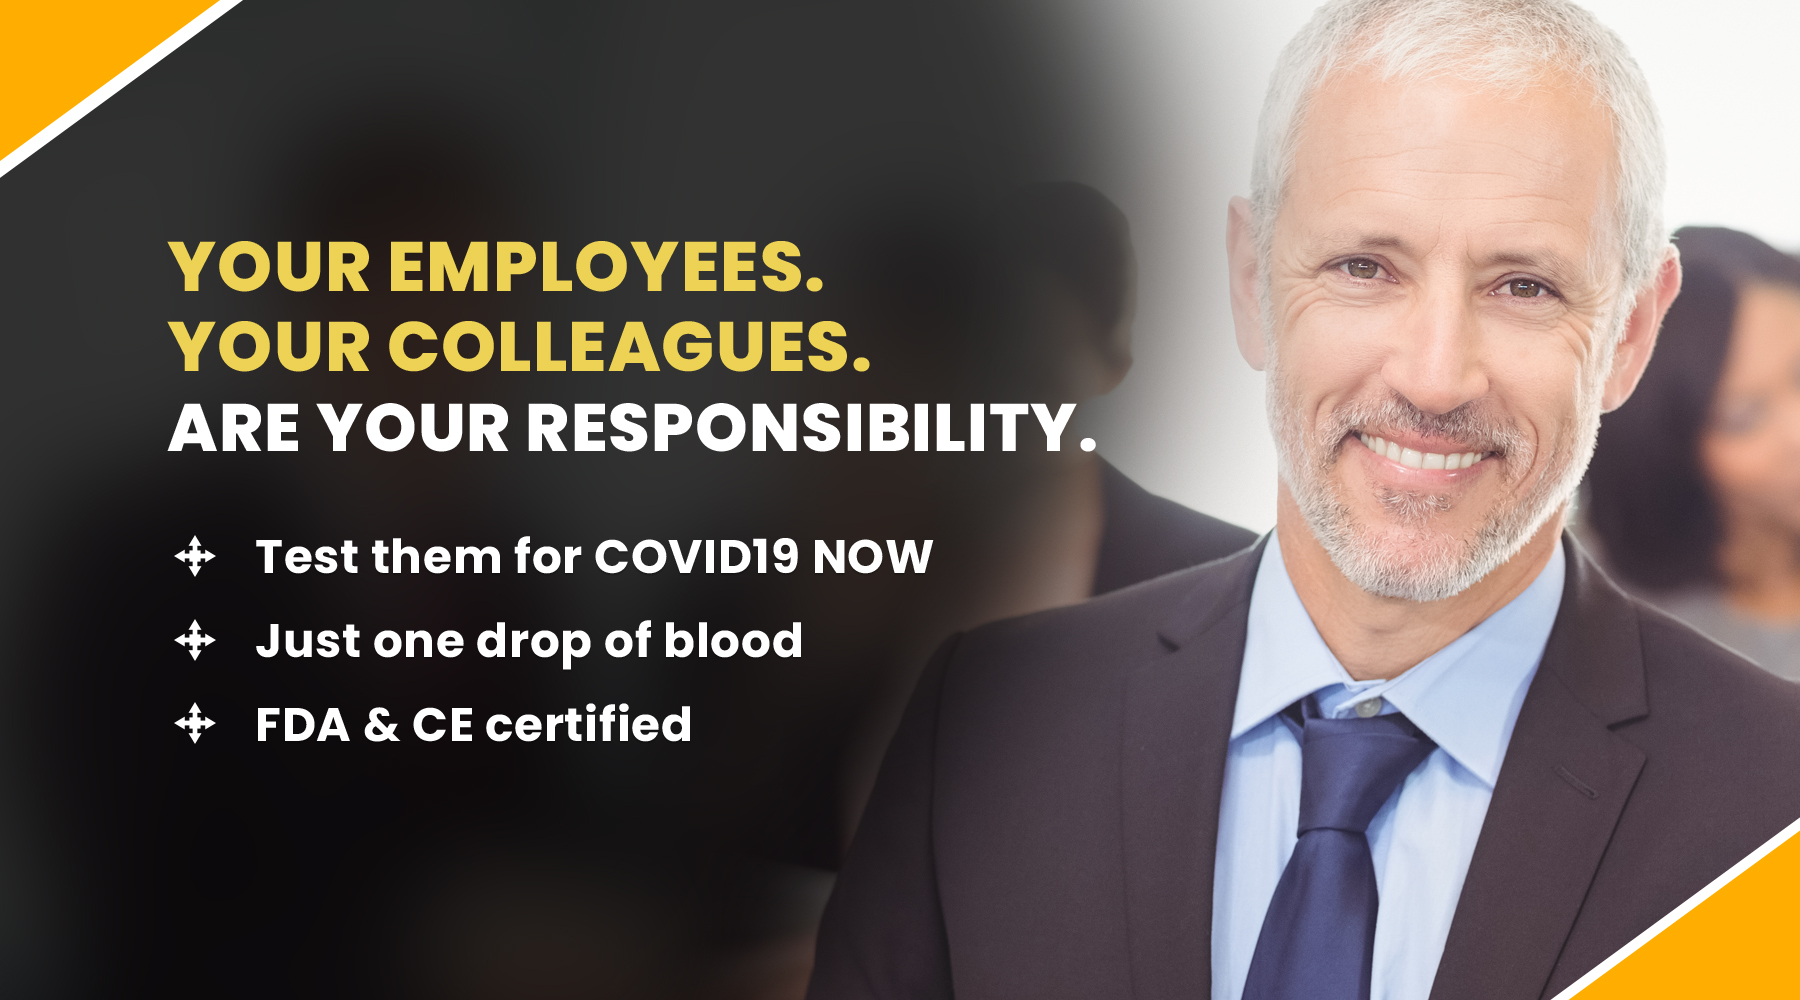 YOUR EMPLOYEES.
YOUR COLLEAGUES.
ARE YOUR RESPONSIBILITY.
Test them for COVID19 NOW
Just one drop of blood
FDA & CE certified